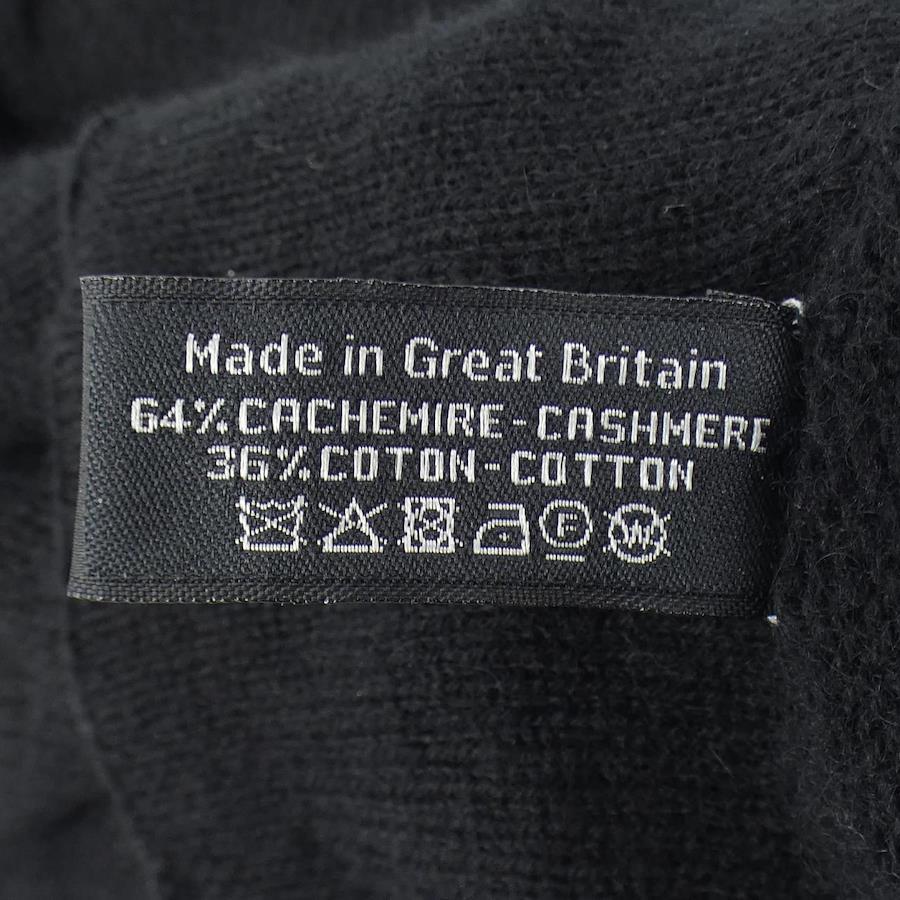 Made in Great Britain
64% CACHEMIRE-CASHMERE
36% COTON-COTTON
F W